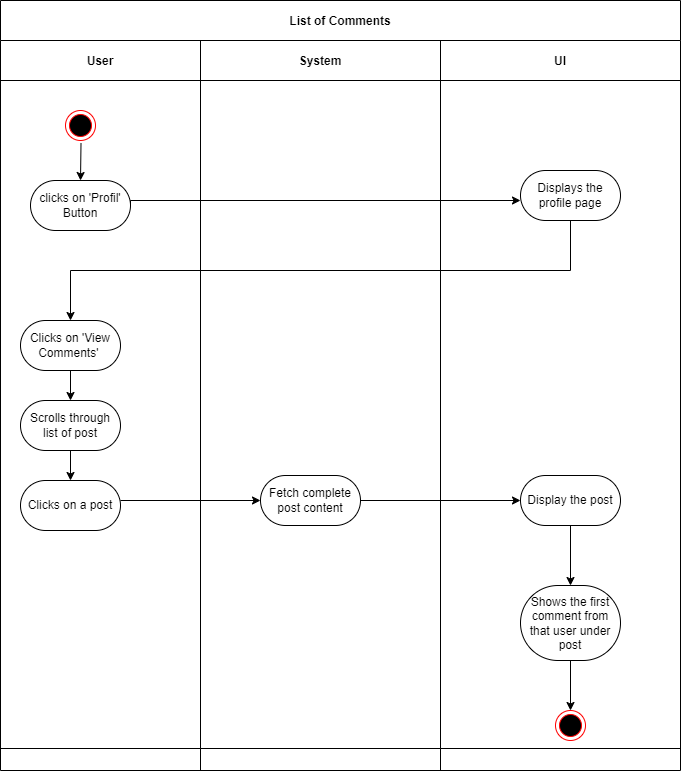 List of Comments
User
System
UI
clicks on 'Profil'
Button
Displays the
profile page
Clicks on 'View
Comments'
Scrolls through
list of post
Clicks on a post
Fetch complete
post content
Display the post
Shows the first
comment from
that user under
post